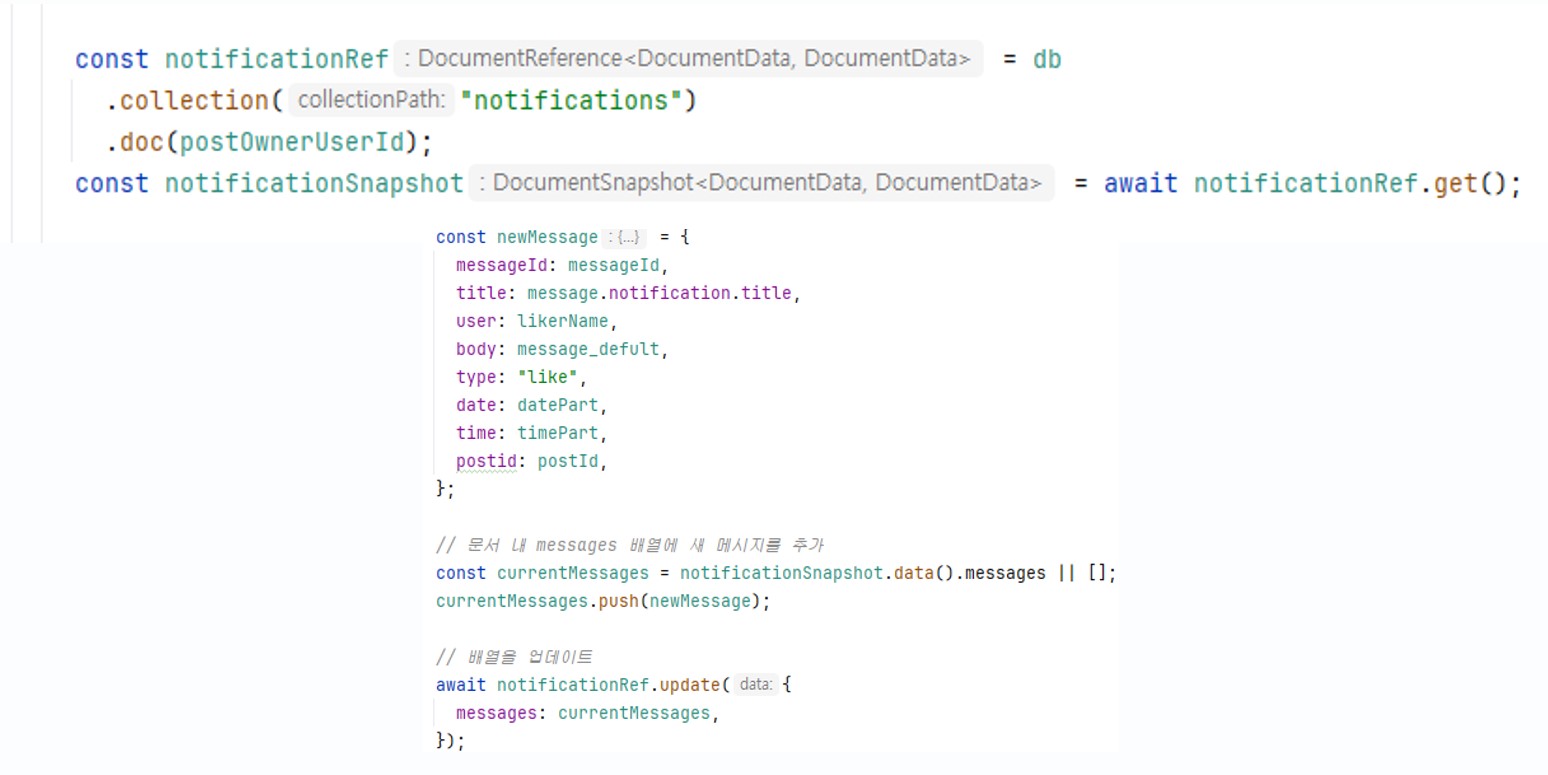 const notificationRef : DocumentReference<DocumentData, DocumentData> = db
.collection( collectionPath: "notifications")
.doc(postOwnerUserId);
const notificationSnapshot : DocumentSnapshot<DocumentData, DocumentData> = await notificationRef.get();
const newMessage : {...} = {
messageId: messageId,
title: message.notification.title,
user: likerName,
body: message_defult,
type: "like",
date: datePart,
time: timePart,
postid: postId,
};
// 문서 내 messages 배열에 새 메시지를 추가
const currentMessages = notificationSnapshot.data().messages || [];
currentMessages.push(newMessage);
// 배열을 업데이트
await notificationRef.update( data: {
messages: currentMessages,
});